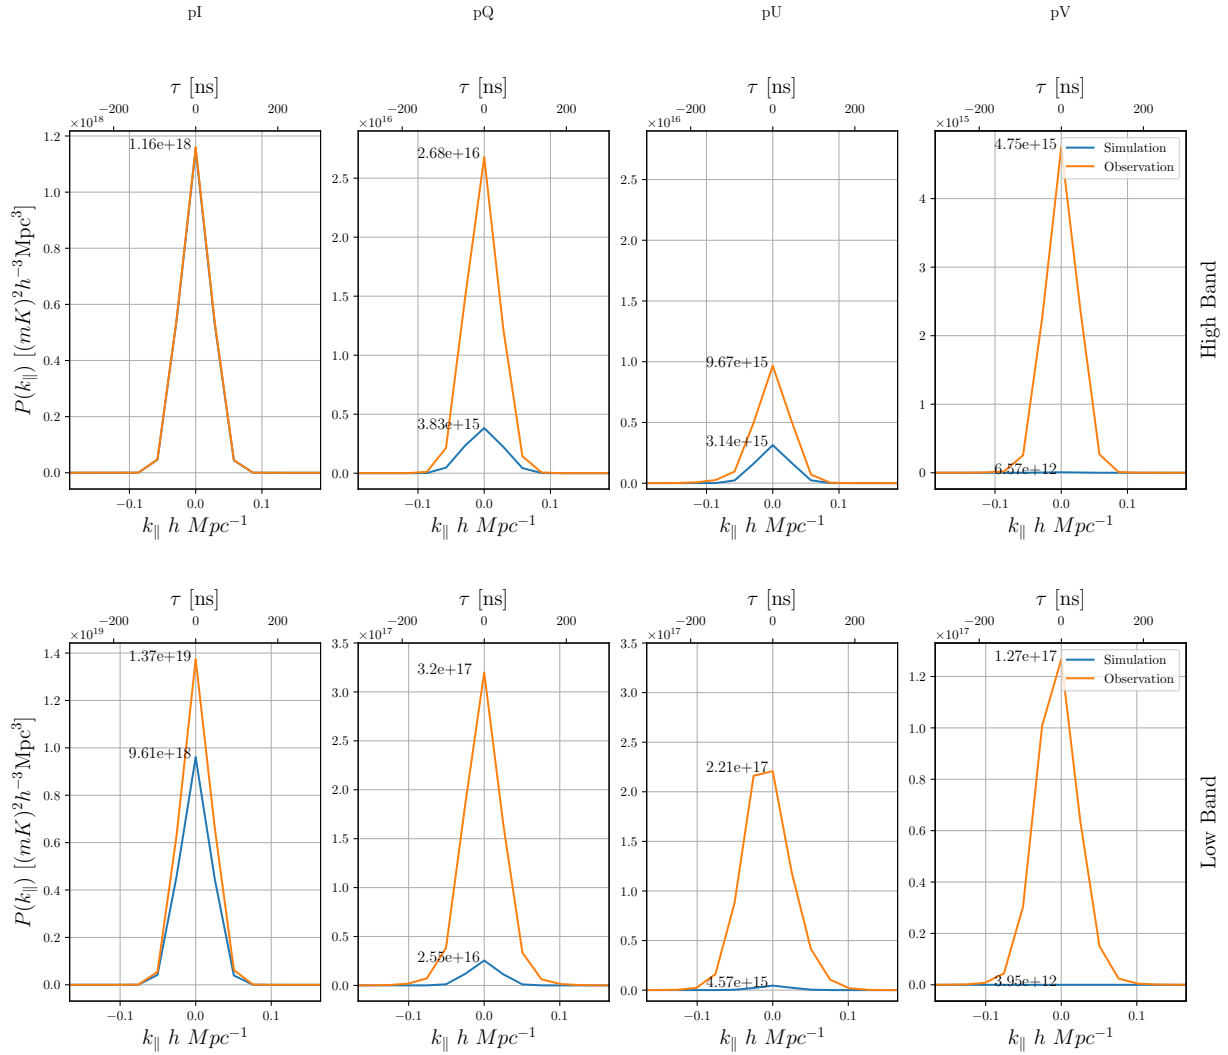 pI pQ pU pV
τ [ns] τ [ns] τ [ns] τ [ns]
−200 0 200 −200 0 200 −200 0 200 −200 0 200
×10^18 ×10^16 ×10^16 ×10^15
1.16e+18
2.68e+16
3.83e+15
9.67e+15
3.14e+15
4.75e+15
6.57e+12
Simulation
Observation
1.2
1.0
0.8
0.6
0.4
0.2
0.0
2.5
2.0
1.5
1.0
0.5
0.0
2.5
2.0
1.5
1.0
0.5
0.0
4
3
2
1
0
P(k∥) [(mK)²h⁻³Mpc³]
High Band
−0.1 0.0 0.1 −0.1 0.0 0.1 −0.1 0.0 0.1 −0.1 0.0 0.1
k∥ h Mpc⁻¹ k∥ h Mpc⁻¹ k∥ h Mpc⁻¹ k∥ h Mpc⁻¹
τ [ns] τ [ns] τ [ns] τ [ns]
−200 0 200 −200 0 200 −200 0 200 −200 0 200
×10^19 ×10^17 ×10^17 ×10^17
1.37e+19
9.61e+18
3.2e+17
2.55e+16
2.21e+17
4.57e+15
1.27e+17
3.95e+12
Simulation
Observation
1.4
1.2
1.0
0.8
0.6
0.4
0.2
0.0
3.5
3.0
2.5
2.0
1.5
1.0
0.5
0.0
3.5
3.0
2.5
2.0
1.5
1.0
0.5
0.0
1.2
1.0
0.8
0.6
0.4
0.2
0.0
P(k∥) [(mK)²h⁻³Mpc³]
Low Band
−0.1 0.0 0.1 −0.1 0.0 0.1 −0.1 0.0 0.1 −0.1 0.0 0.1
k∥ h Mpc⁻¹ k∥ h Mpc⁻¹ k∥ h Mpc⁻¹ k∥ h Mpc⁻¹